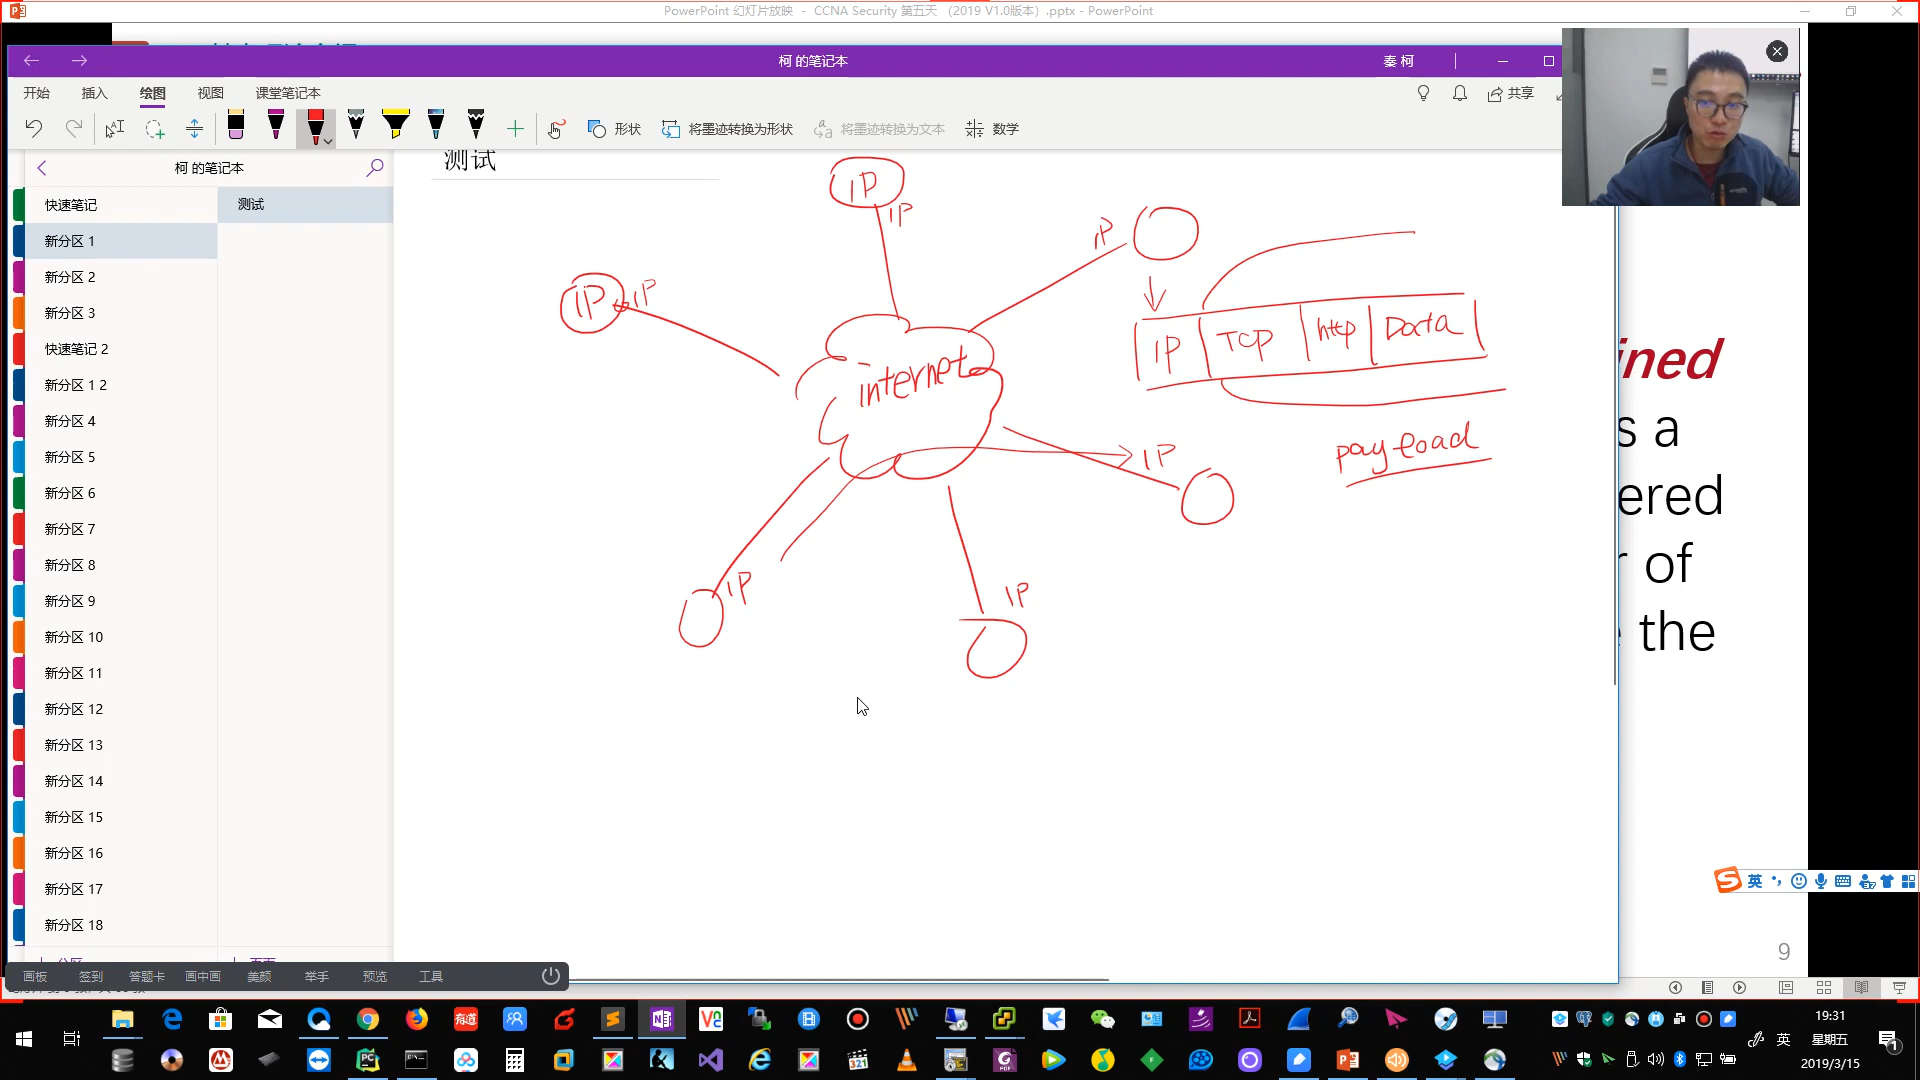 PowerPoint 幻灯片放映 - CCNA Security 第五天 （2019 V1.0版本）.pptx - PowerPoint
柯 的笔记本
秦 柯
开始
插入
绘图
视图
课堂笔记本
共享
形状
将墨迹转换为形状
将墨迹转换为文本
数学
柯 的笔记本
快速笔记
新分区 1
新分区 2
新分区 3
快速笔记 2
新分区 1 2
新分区 4
新分区 5
新分区 6
新分区 7
新分区 8
新分区 9
新分区 10
新分区 11
新分区 12
新分区 13
新分区 14
新分区 15
新分区 16
新分区 17
新分区 18
测试
测试
IP
IP
IP
IP
IP
internet
IP
TCP
http
Data
payload
IP
IP
IP
ined
s a
ered
of
the
9
英
画板
签到
答题卡
画中画
美颜
举手
预览
工具
19:31
英
星期五
2019/3/15
1